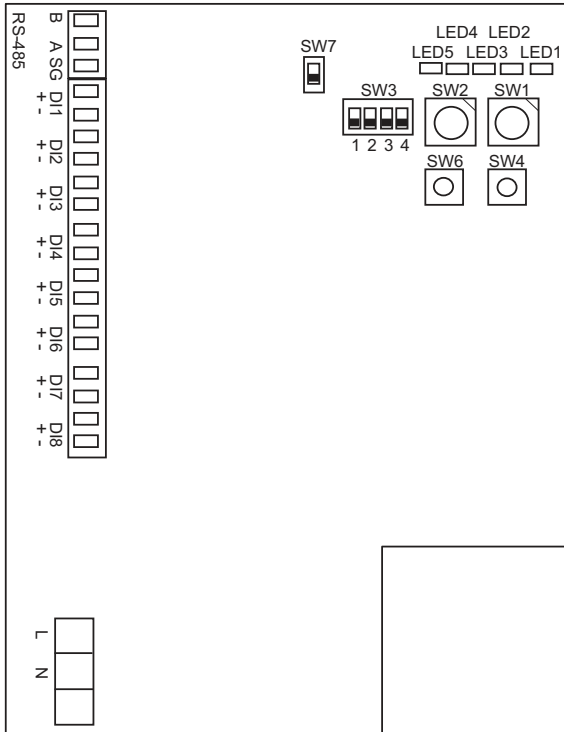 RS-485
B
A
SG
DI1
+ -
DI2
+ -
DI3
+ -
DI4
+ -
DI5
+ -
DI6
+ -
DI7
+ -
DI8
+ -
L
N
LED4 LED2
LED5 LED3 LED1
SW7
SW3 SW2 SW1
1 2 3 4
SW6 SW4